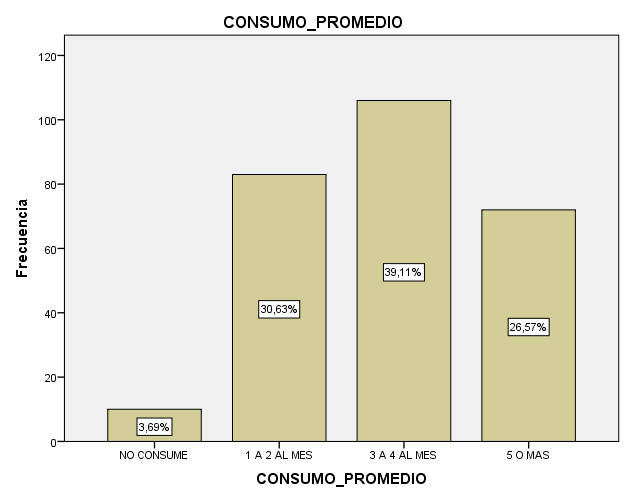 CONSUMO_PROMEDIO
Frecuencia
120
100
80
60
40
20
0
3,69%
30,63%
39,11%
26,57%
NO CONSUME
1 A 2 AL MES
3 A 4 AL MES
5 O MAS
CONSUMO_PROMEDIO